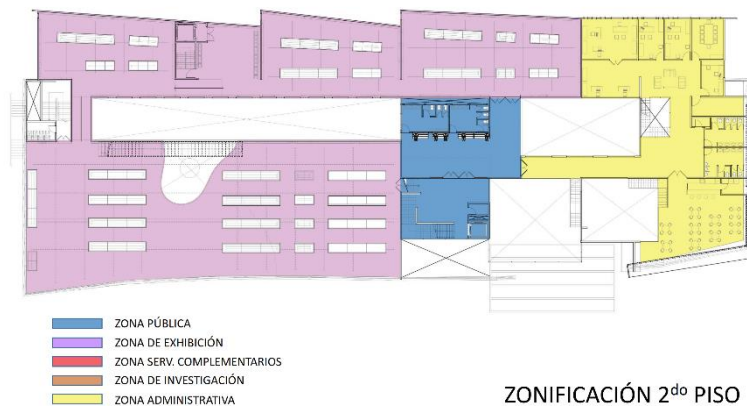 ZONA PÚBLICA
ZONA DE EXHIBICIÓN
ZONA SERV. COMPLEMENTARIOS
ZONA DE INVESTIGACIÓN
ZONA ADMINISTRATIVA
ZONIFICACIÓN 2do PISO